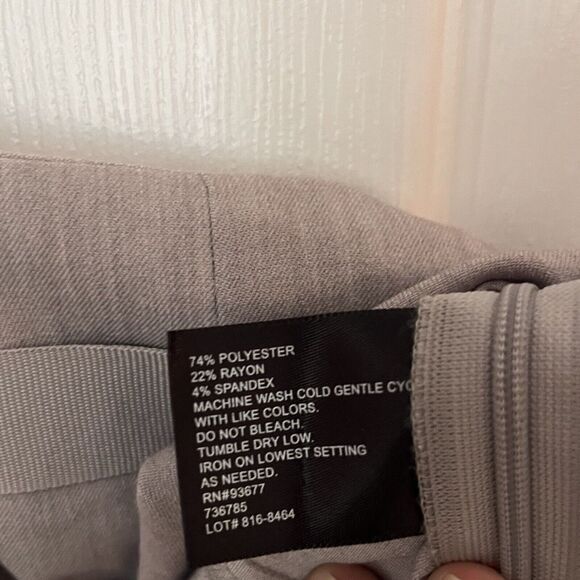 74% POLYESTER
22% RAYON
4% SPANDEX
MACHINE WASH COLD GENTLE CYC
WITH LIKE COLORS.
DO NOT BLEACH.
TUMBLE DRY LOW.
IRON ON LOWEST SETTING
AS NEEDED.
RN#93677
736785
LOT# 816-8464